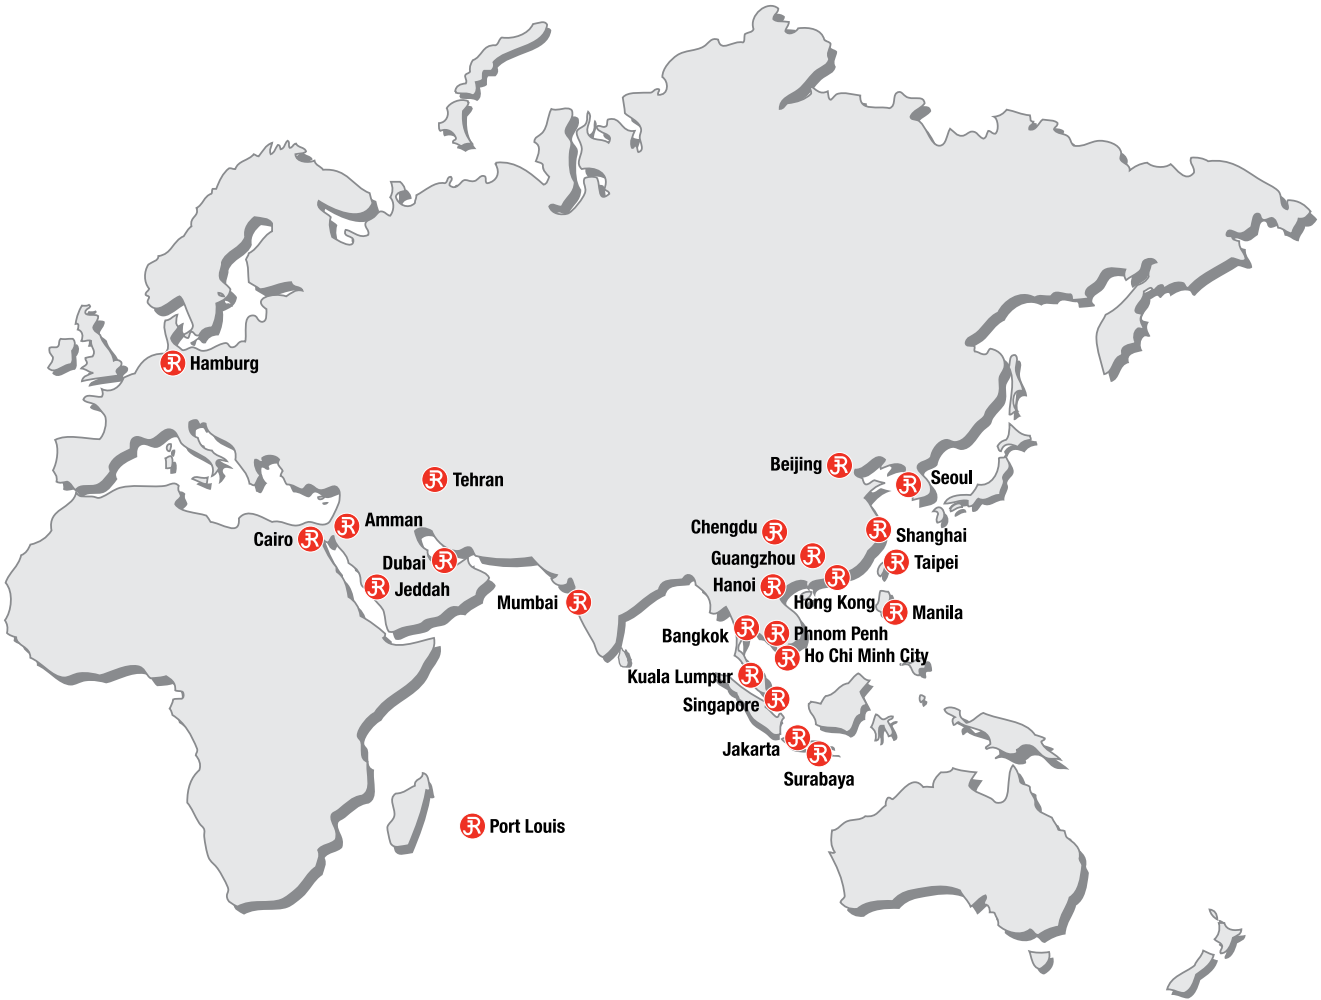 Hamburg
Beijing
Tehran
Seoul
Amman
Chengdu
Shanghai
Cairo
Guangzhou
Dubai
Taipei
Hanoi
Jeddah
Mumbai
Hong Kong
Manila
Bangkok
Phnom Penh
Ho Chi Minh City
Kuala Lumpur
Singapore
Jakarta
Surabaya
Port Louis